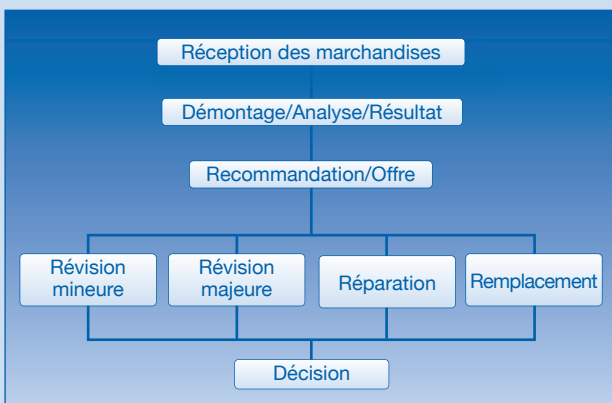 Réception des marchandises
Démontage/Analyse/Résultat
Recommandation/Offre
Révision
mineure
Révision
majeure
Réparation
Remplacement
Décision